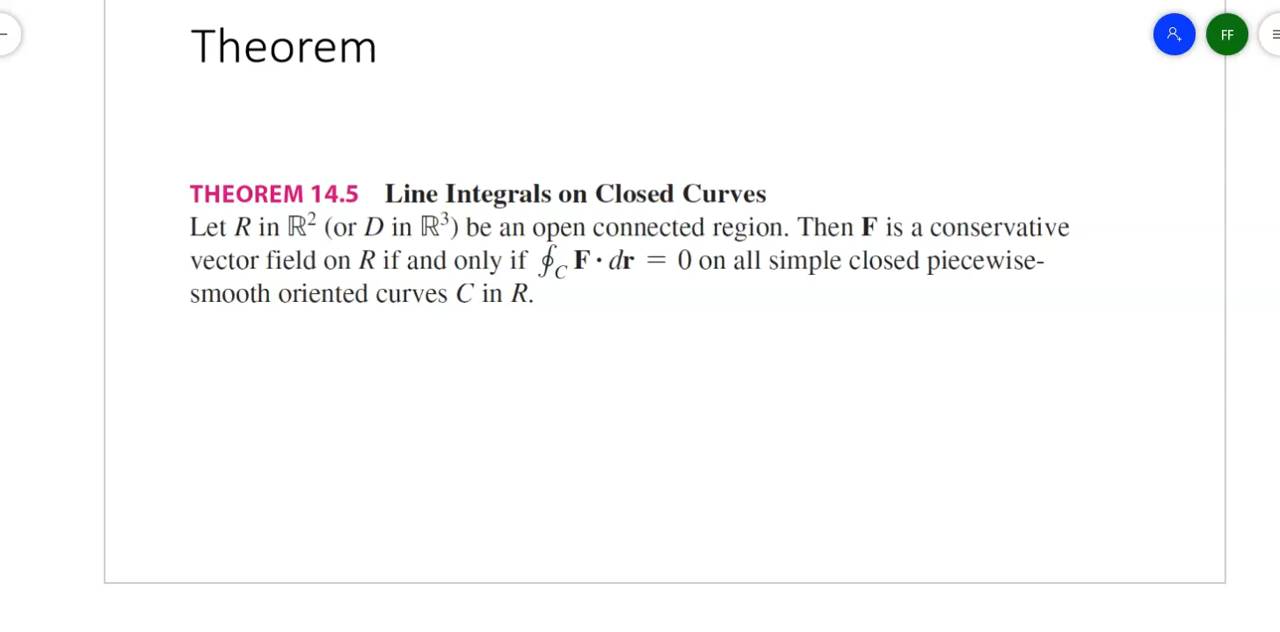 Theorem
FF
THEOREM 14.5 Line Integrals on Closed Curves
Let R in ℝ² (or D in ℝ³) be an open connected region. Then F is a conservative
vector field on R if and only if ∮_C F · dr = 0 on all simple closed piecewise-
smooth oriented curves C in R.